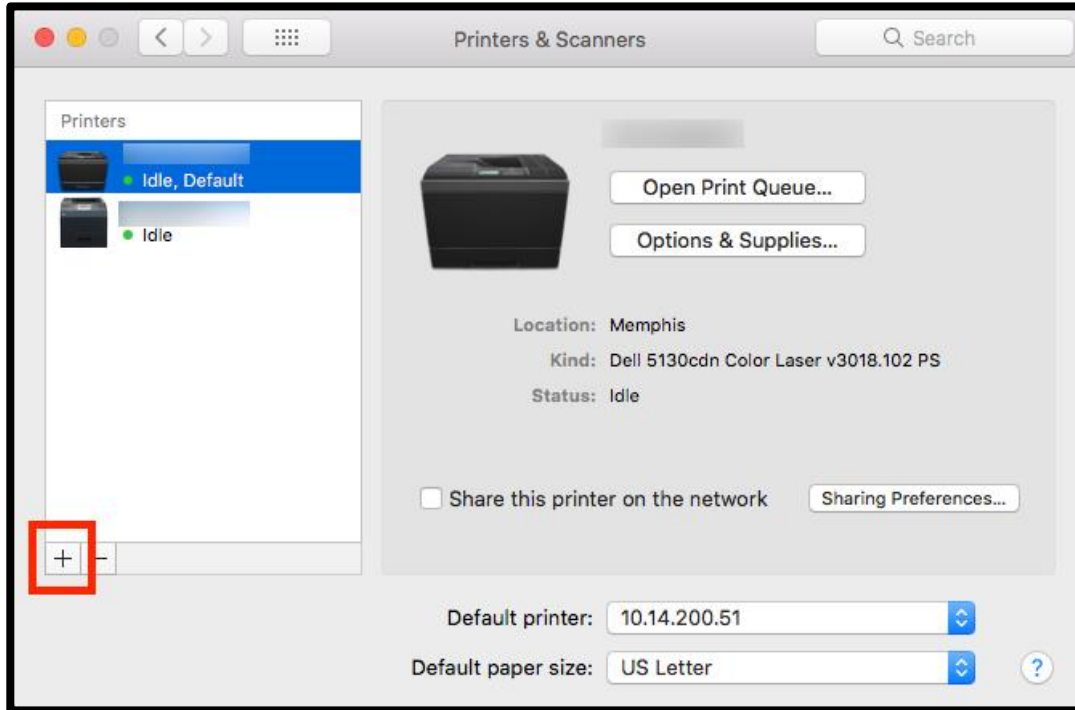 Printers & Scanners
Search
Printers
Idle, Default
Idle
Open Print Queue...
Options & Supplies...
Location: Memphis
Kind: Dell 5130cdn Color Laser v3018.102 PS
Status: Idle
Share this printer on the network
Sharing Preferences...
+ −
Default printer: 10.14.200.51
Default paper size: US Letter
?